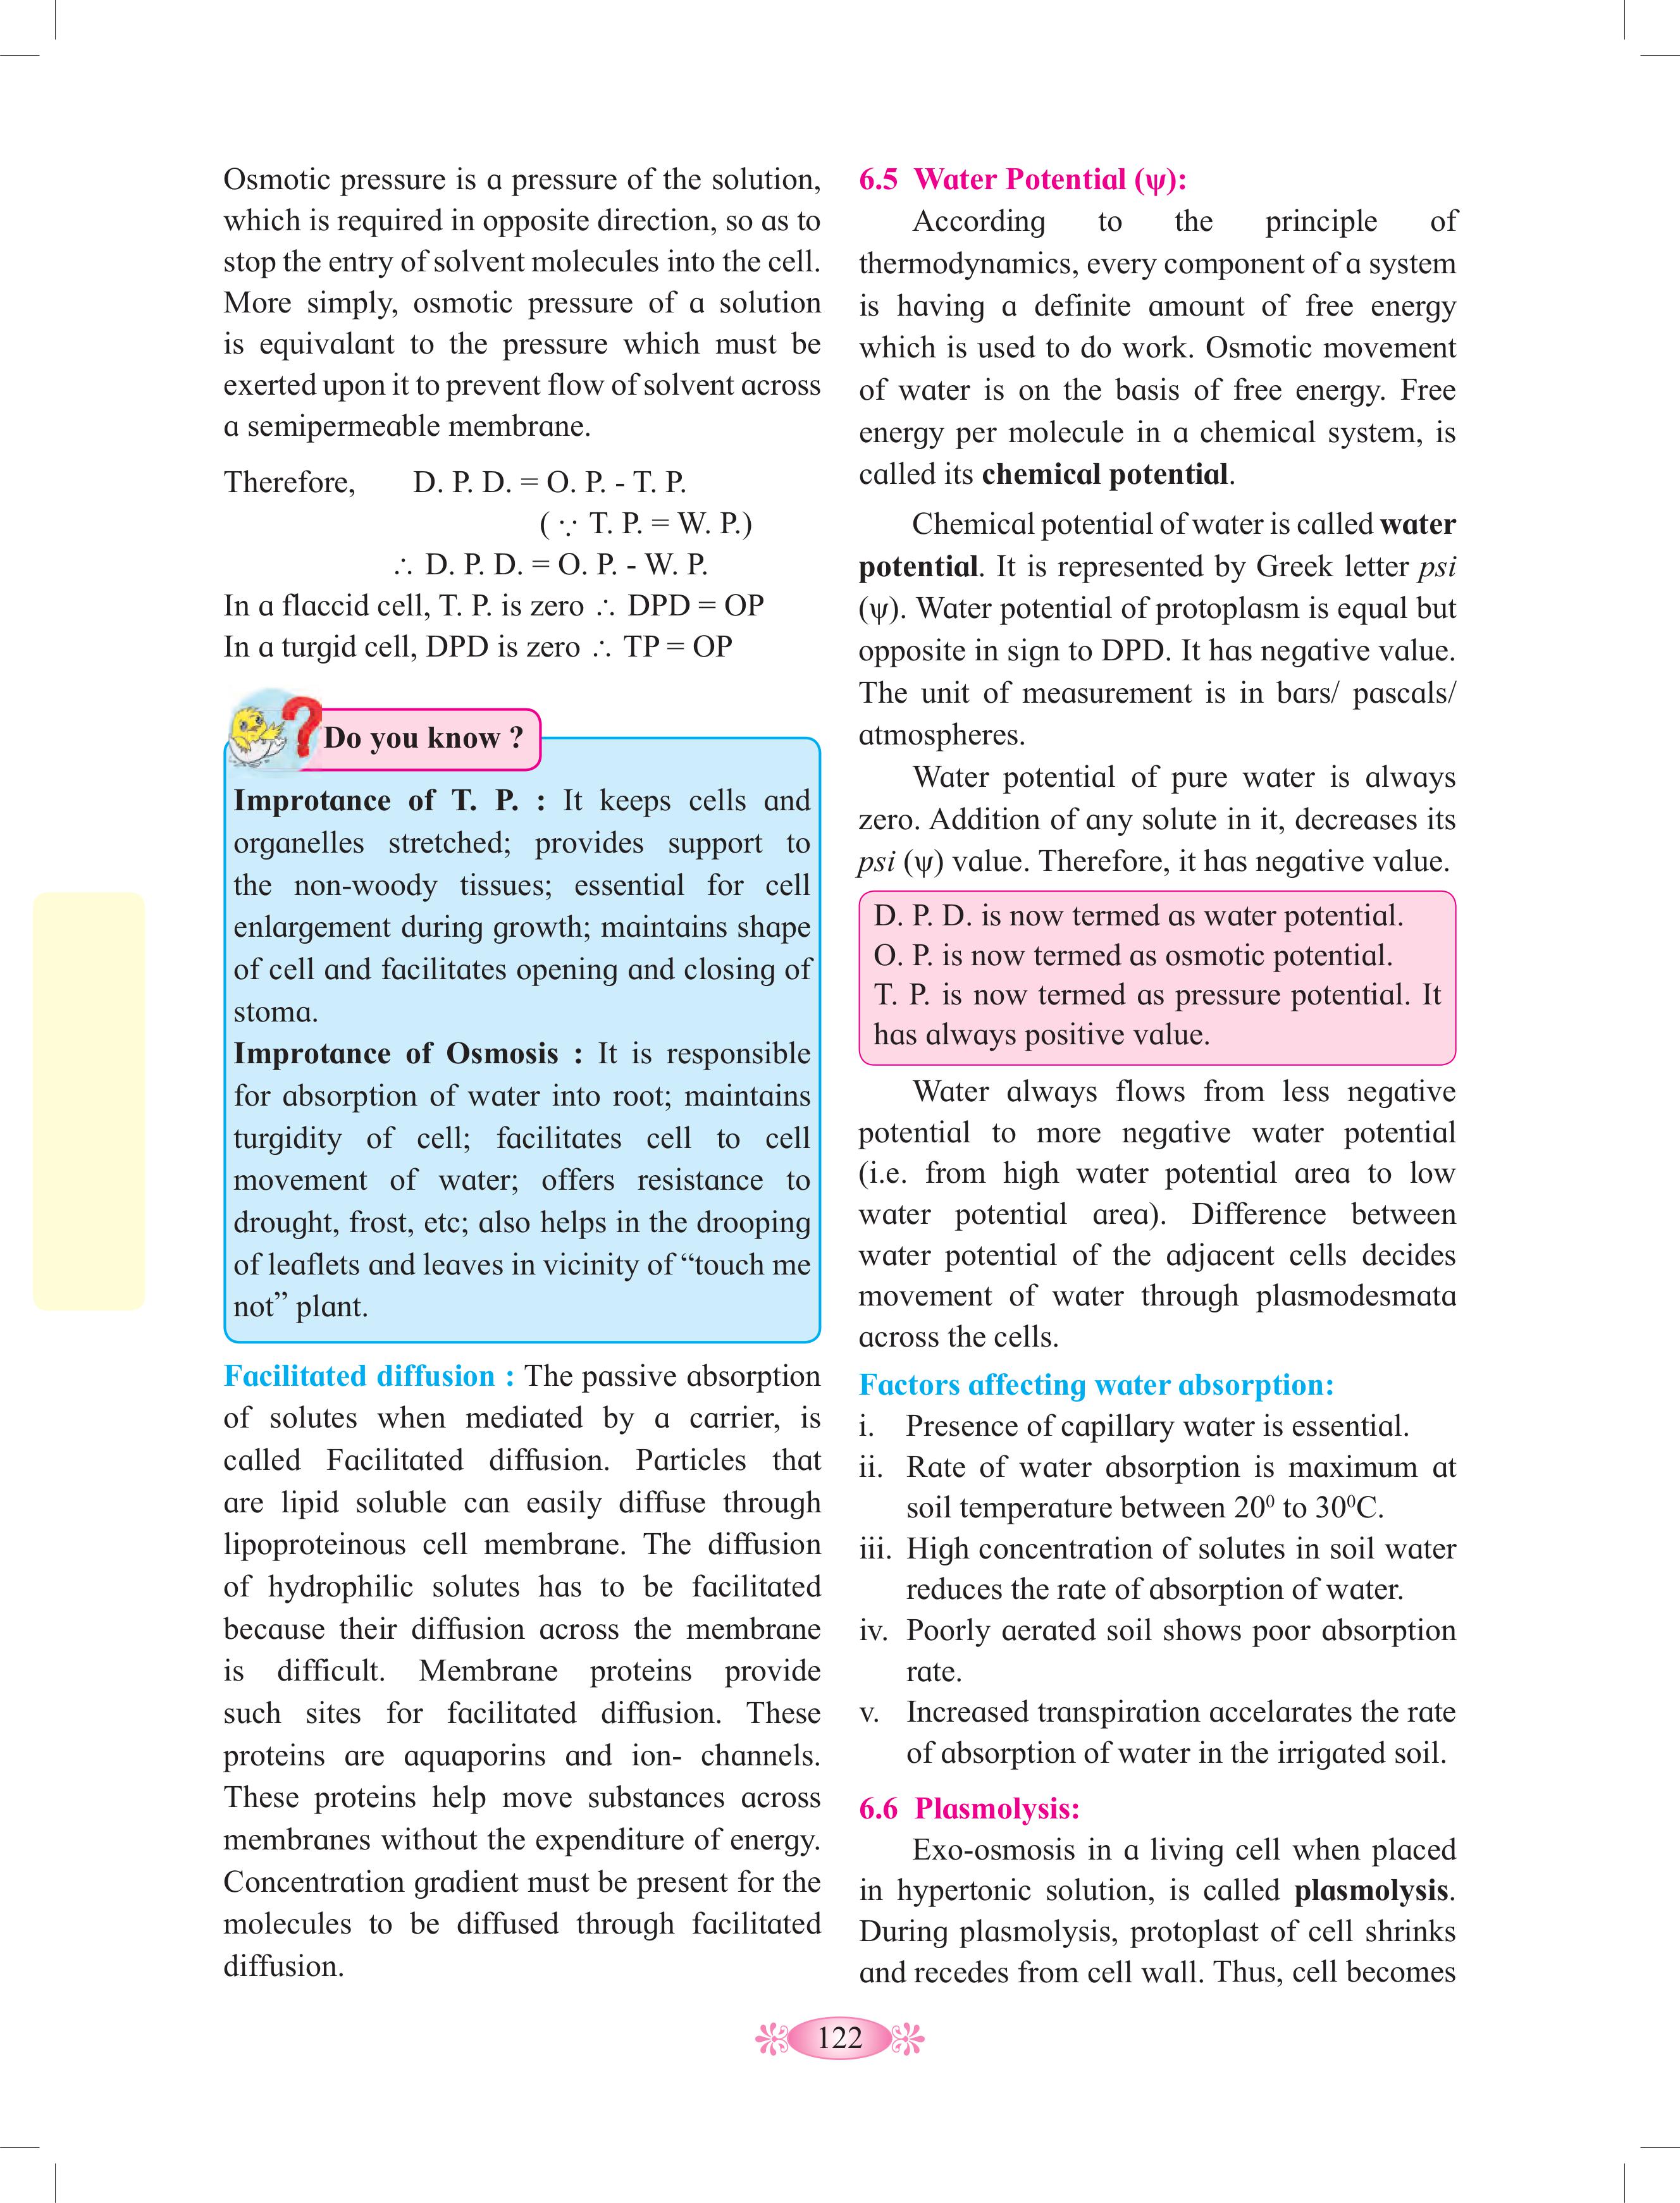 Osmotic pressure is a pressure of the solution,
which is required in opposite direction, so as to
stop the entry of solvent molecules into the cell.
More simply, osmotic pressure of a solution
is equivalant to the pressure which must be
exerted upon it to prevent flow of solvent across
a semipermeable membrane.
Therefore, D. P. D. = O. P. - T. P.
( ∵ T. P. = W. P.)
∴ D. P. D. = O. P. - W. P.
In a flaccid cell, T. P. is zero ∴ DPD = OP
In a turgid cell, DPD is zero ∴ TP = OP
Do you know ?
Improtance of T. P. : It keeps cells and
organelles stretched; provides support to
the non-woody tissues; essential for cell
enlargement during growth; maintains shape
of cell and facilitates opening and closing of
stoma.
Improtance of Osmosis : It is responsible
for absorption of water into root; maintains
turgidity of cell; facilitates cell to cell
movement of water; offers resistance to
drought, frost, etc; also helps in the drooping
of leaflets and leaves in vicinity of “touch me
not” plant.
Facilitated diffusion : The passive absorption
of solutes when mediated by a carrier, is
called Facilitated diffusion. Particles that
are lipid soluble can easily diffuse through
lipoproteinous cell membrane. The diffusion
of hydrophilic solutes has to be facilitated
because their diffusion across the membrane
is difficult. Membrane proteins provide
such sites for facilitated diffusion. These
proteins are aquaporins and ion- channels.
These proteins help move substances across
membranes without the expenditure of energy.
Concentration gradient must be present for the
molecules to be diffused through facilitated
diffusion.
6.5 Water Potential (ψ):
According to the principle of
thermodynamics, every component of a system
is having a definite amount of free energy
which is used to do work. Osmotic movement
of water is on the basis of free energy. Free
energy per molecule in a chemical system, is
called its chemical potential.
Chemical potential of water is called water
potential. It is represented by Greek letter psi
(ψ). Water potential of protoplasm is equal but
opposite in sign to DPD. It has negative value.
The unit of measurement is in bars/ pascals/
atmospheres.
Water potential of pure water is always
zero. Addition of any solute in it, decreases its
psi (ψ) value. Therefore, it has negative value.
D. P. D. is now termed as water potential.
O. P. is now termed as osmotic potential.
T. P. is now termed as pressure potential. It
has always positive value.
Water always flows from less negative
potential to more negative water potential
(i.e. from high water potential area to low
water potential area). Difference between
water potential of the adjacent cells decides
movement of water through plasmodesmata
across the cells.
Factors affecting water absorption:
i. Presence of capillary water is essential.
ii. Rate of water absorption is maximum at
soil temperature between 20⁰ to 30⁰C.
iii. High concentration of solutes in soil water
reduces the rate of absorption of water.
iv. Poorly aerated soil shows poor absorption
rate.
v. Increased transpiration accelarates the rate
of absorption of water in the irrigated soil.
6.6 Plasmolysis:
Exo-osmosis in a living cell when placed
in hypertonic solution, is called plasmolysis.
During plasmolysis, protoplast of cell shrinks
and recedes from cell wall. Thus, cell becomes
122